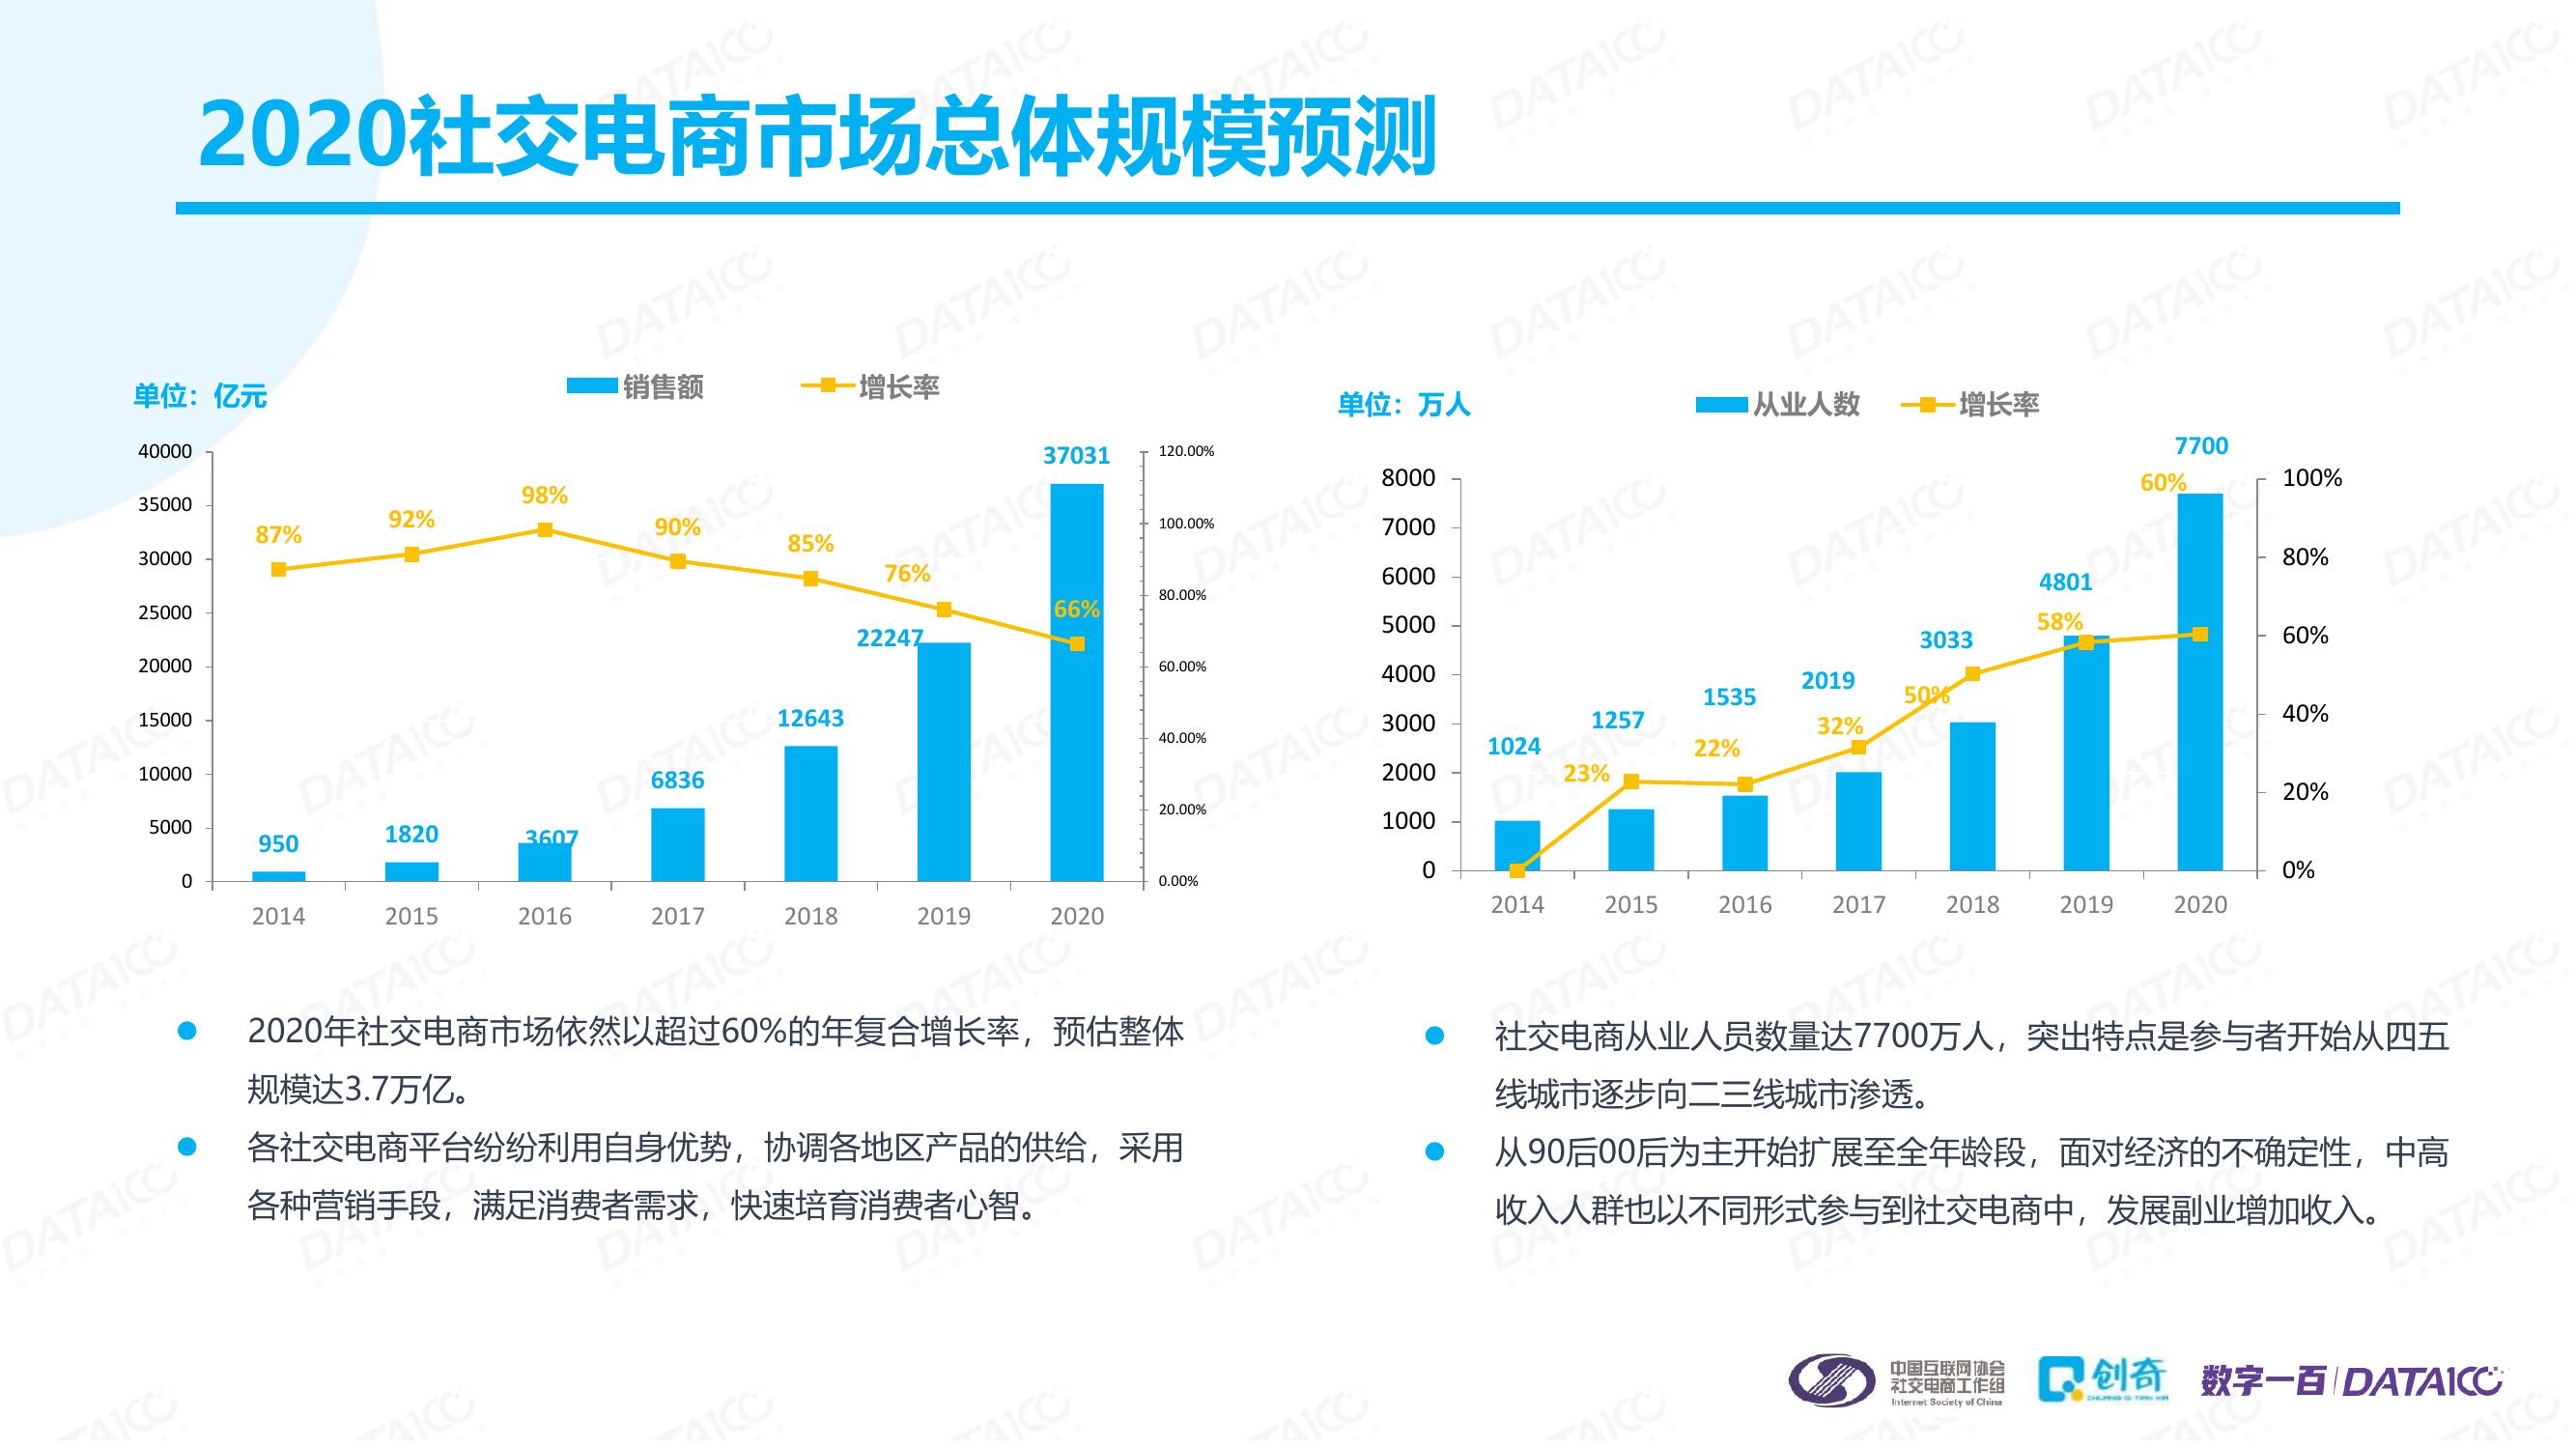 2020社交电商市场总体规模预测
单位：亿元
销售额 增长率
40000
35000
30000
25000
20000
15000
10000
5000
0
120.00%
100.00%
80.00%
60.00%
40.00%
20.00%
0.00%
87% 92% 98% 90% 85% 76% 66%
950 1820 3607 6836 12643 22247 37031
2014 2015 2016 2017 2018 2019 2020
2020年社交电商市场依然以超过60%的年复合增长率，预估整体
规模达3.7万亿。
各社交电商平台纷纷利用自身优势，协调各地区产品的供给，采用
各种营销手段，满足消费者需求，快速培育消费者心智。
单位：万人
从业人数 增长率
8000
7000
6000
5000
4000
3000
2000
1000
0
100%
80%
60%
40%
20%
0%
1024 1257 1535 2019 3033 4801 7700
23% 22% 32% 50% 58% 60%
2014 2015 2016 2017 2018 2019 2020
社交电商从业人员数量达7700万人，突出特点是参与者开始从四五
线城市逐步向二三线城市渗透。
从90后00后为主开始扩展至全年龄段，面对经济的不确定性，中高
收入人群也以不同形式参与到社交电商中，发展副业增加收入。
中国互联网协会
社交电商工作组
Internet Society of China
创奇
CHUANG QI TIAN XIA
数字一百 DATA100